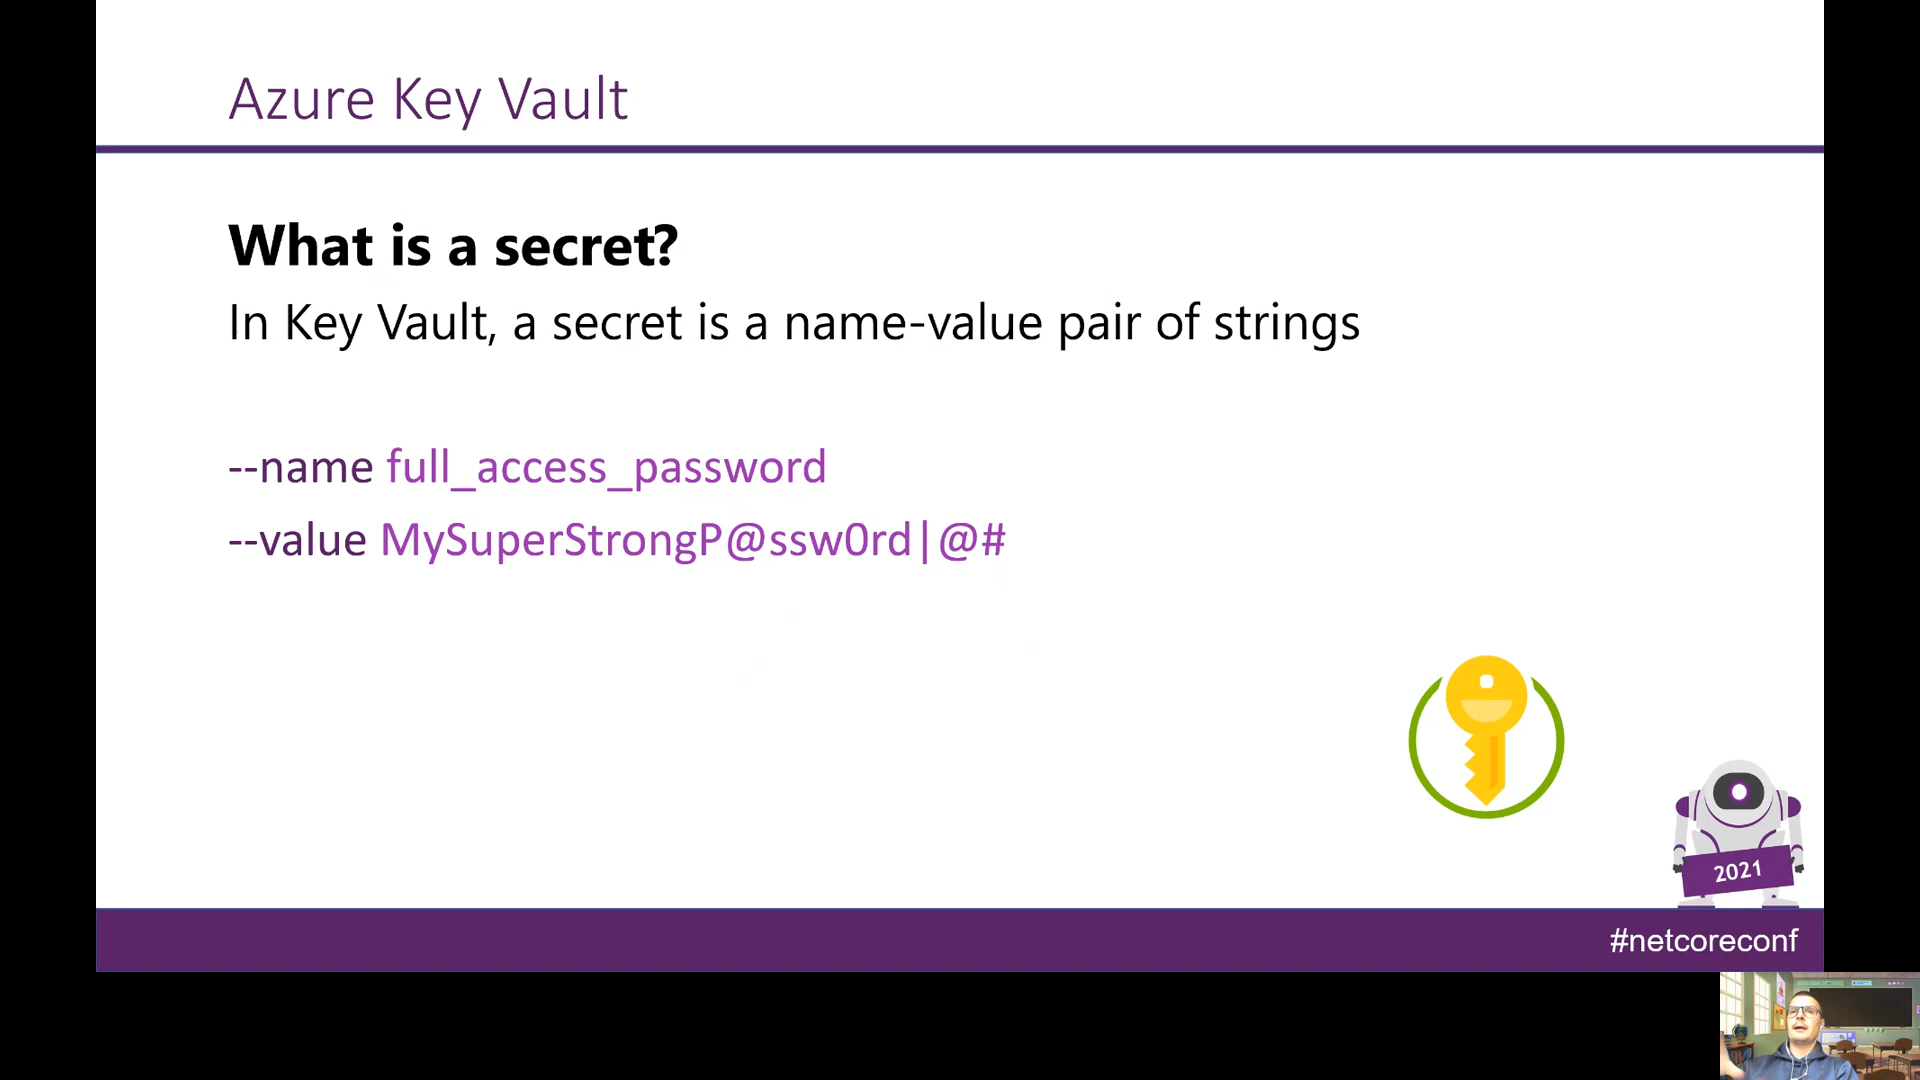 Azure Key Vault
What is a secret?
In Key Vault, a secret is a name-value pair of strings
--name full_access_password
--value MySuperStrongP@ssw0rd|@#
2021
#netcoreconf